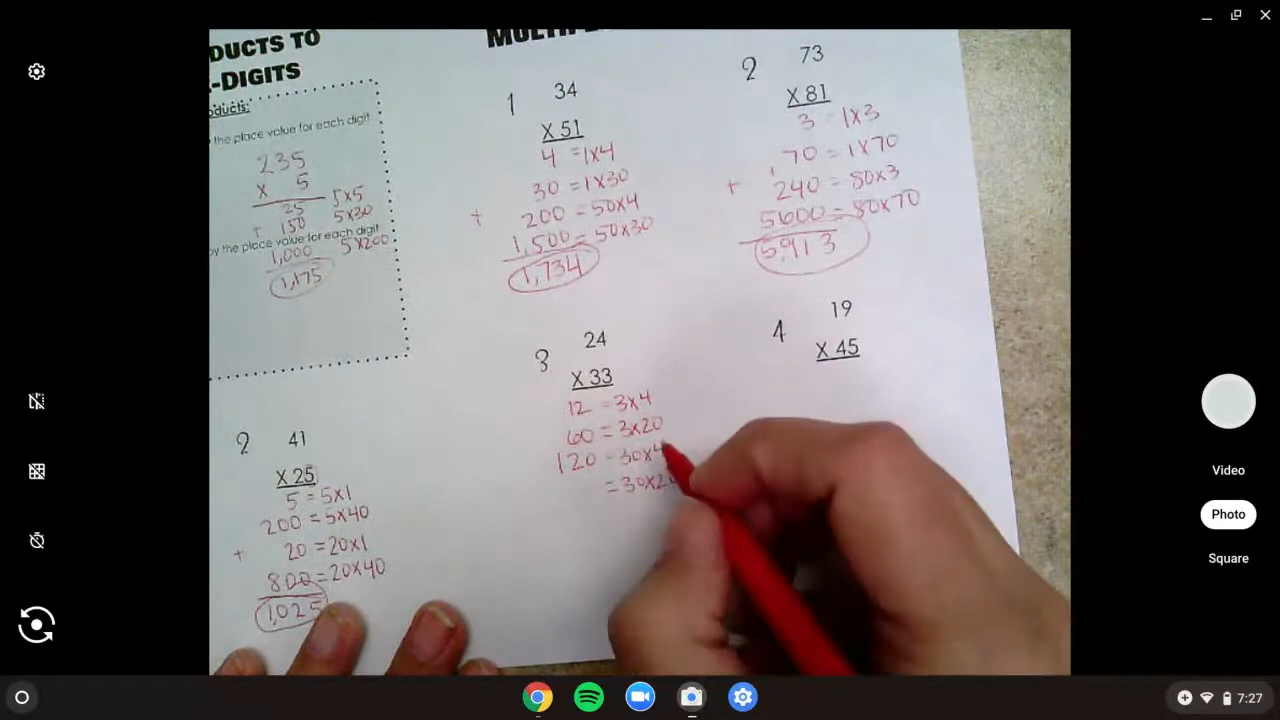 DUCTS TO
-DIGITS
oducts:
the place value for each digit
235
X 5
25 5x5
+ 150 5x30
by the place value for each digit
1,000 5x200
1,175
2 41
X 25
5 = 5x1
200 = 5x40
+ 20 = 20x1
800 = 20x40
1,025
1 34
X 51
4 = 1x4
30 = 1x30
+ 200 = 50x4
1,500 = 50x30
1,734
2 73
X 81
3 = 1x3
70 = 1x70
1
+ 240 = 80x3
5600 = 80x70
5,913
3 24
X 33
12 = 3x4
60 = 3x20
120 = 30x4
= 30x20
4 19
X 45
Video
Photo
Square
7:27